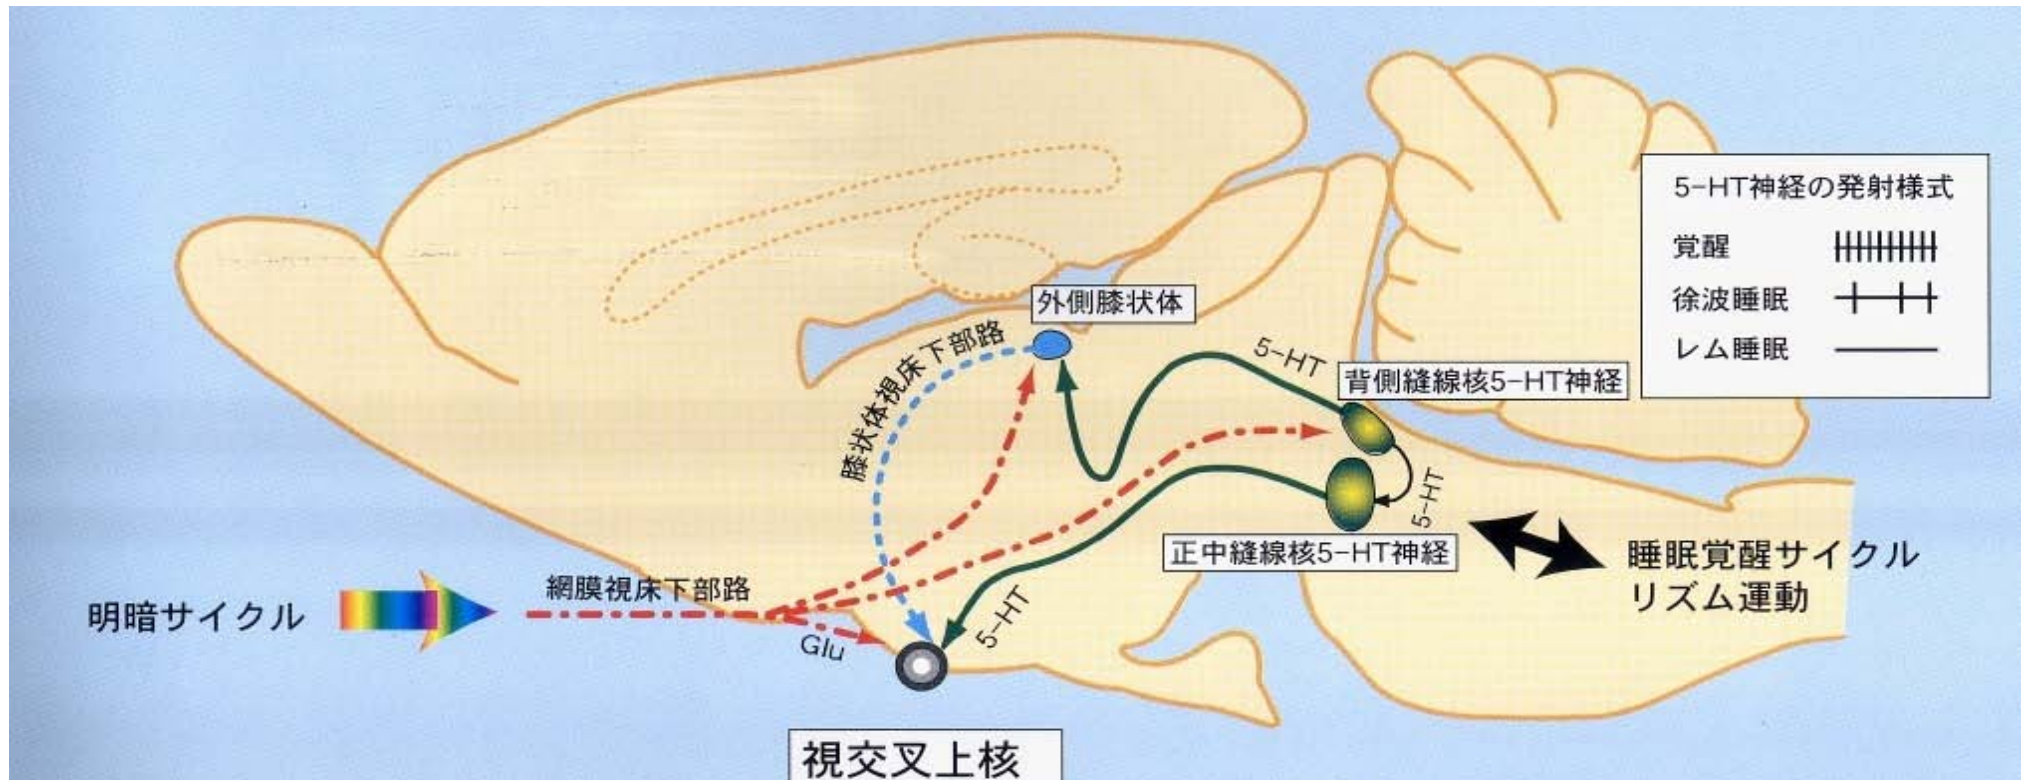 5-HT神経の発射様式
覚醒
徐波睡眠
レム睡眠
外側膝状体
膝状体視床下部路
5-HT
背側縫線核5-HT神経
5-HT
正中縫線核5-HT神経
睡眠覚醒サイクル
リズム運動
明暗サイクル
網膜視床下部路
Glu
5-HT
視交叉上核